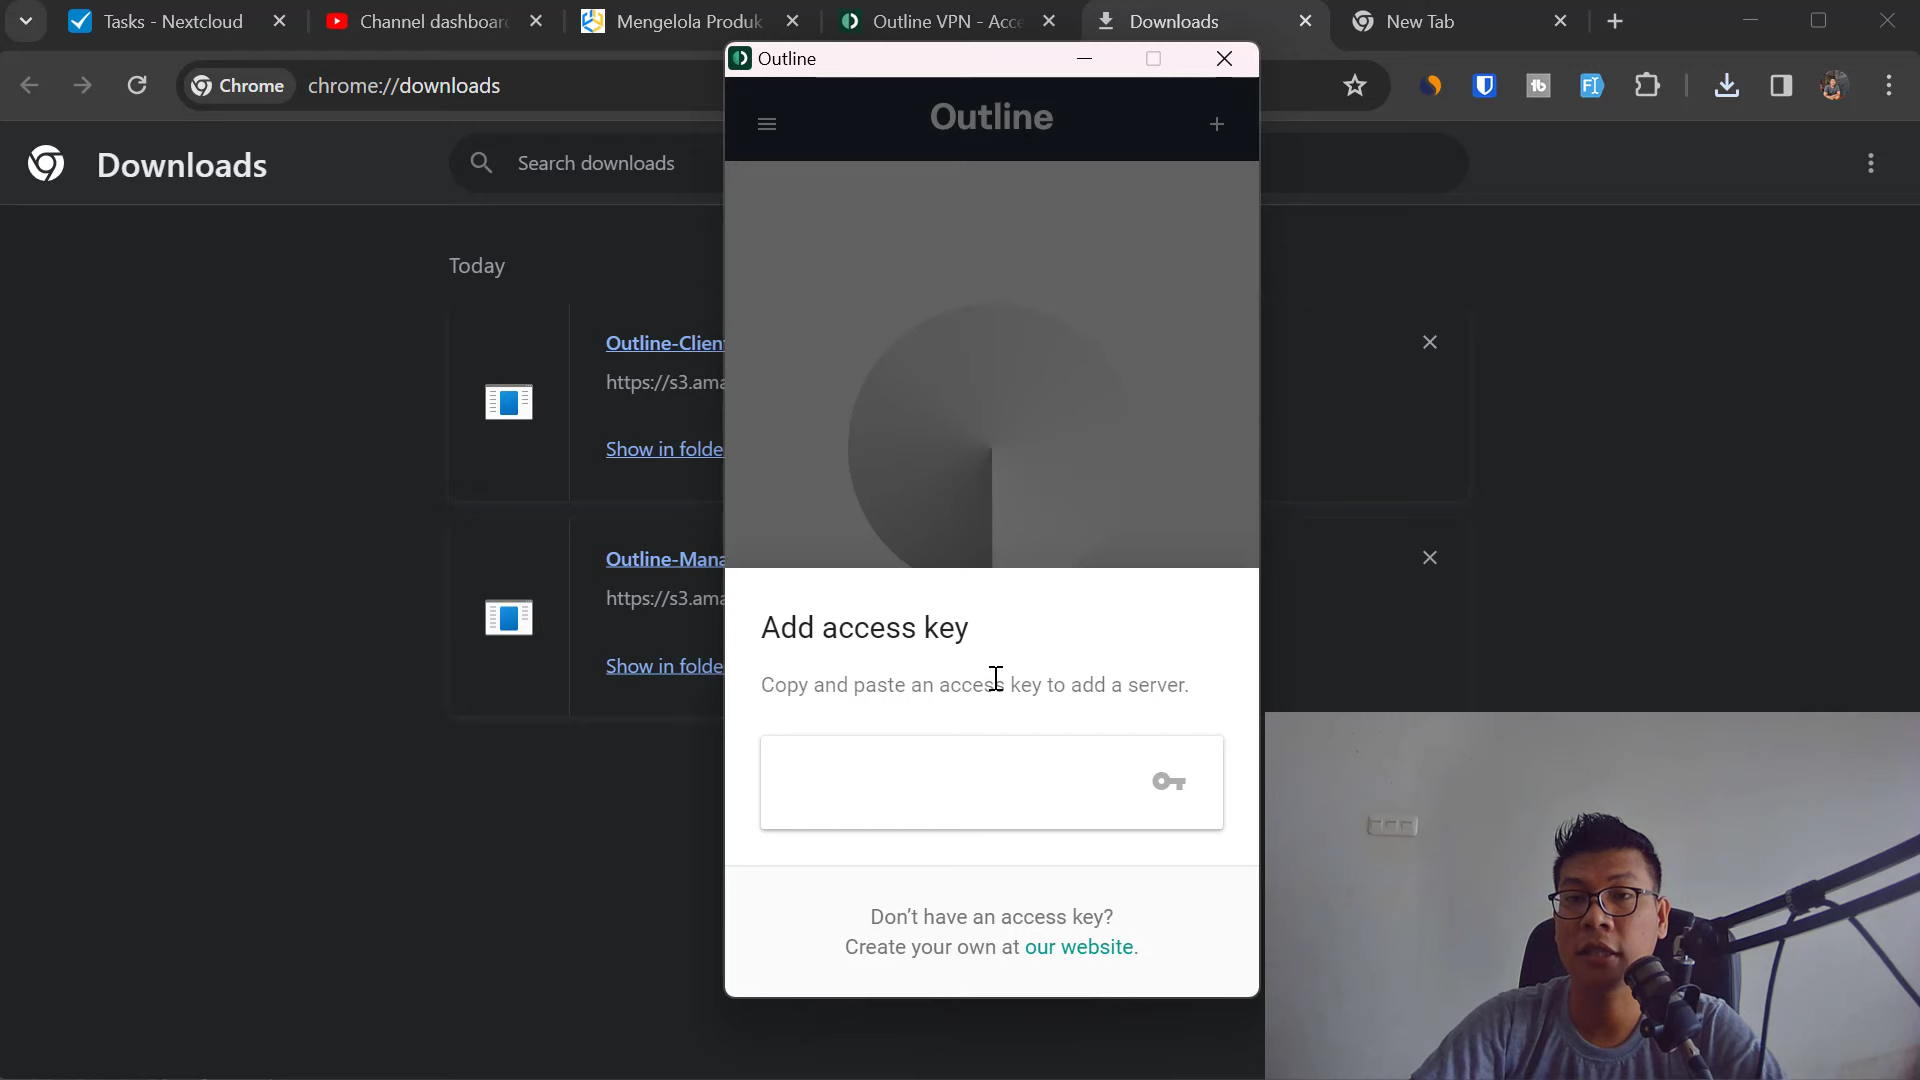 Tasks - Nextcloud
Channel dashboard
Mengelola Produk
Outline VPN - Acce
Downloads
New Tab
Outline
Chrome
chrome://downloads
Outline
Downloads
Search downloads
Today
Outline-Clien
https://s3.ama
Show in folde
Outline-Mana
https://s3.ama
Show in folde
Add access key
Copy and paste an access key to add a server.
Don’t have an access key?
Create your own at our website.